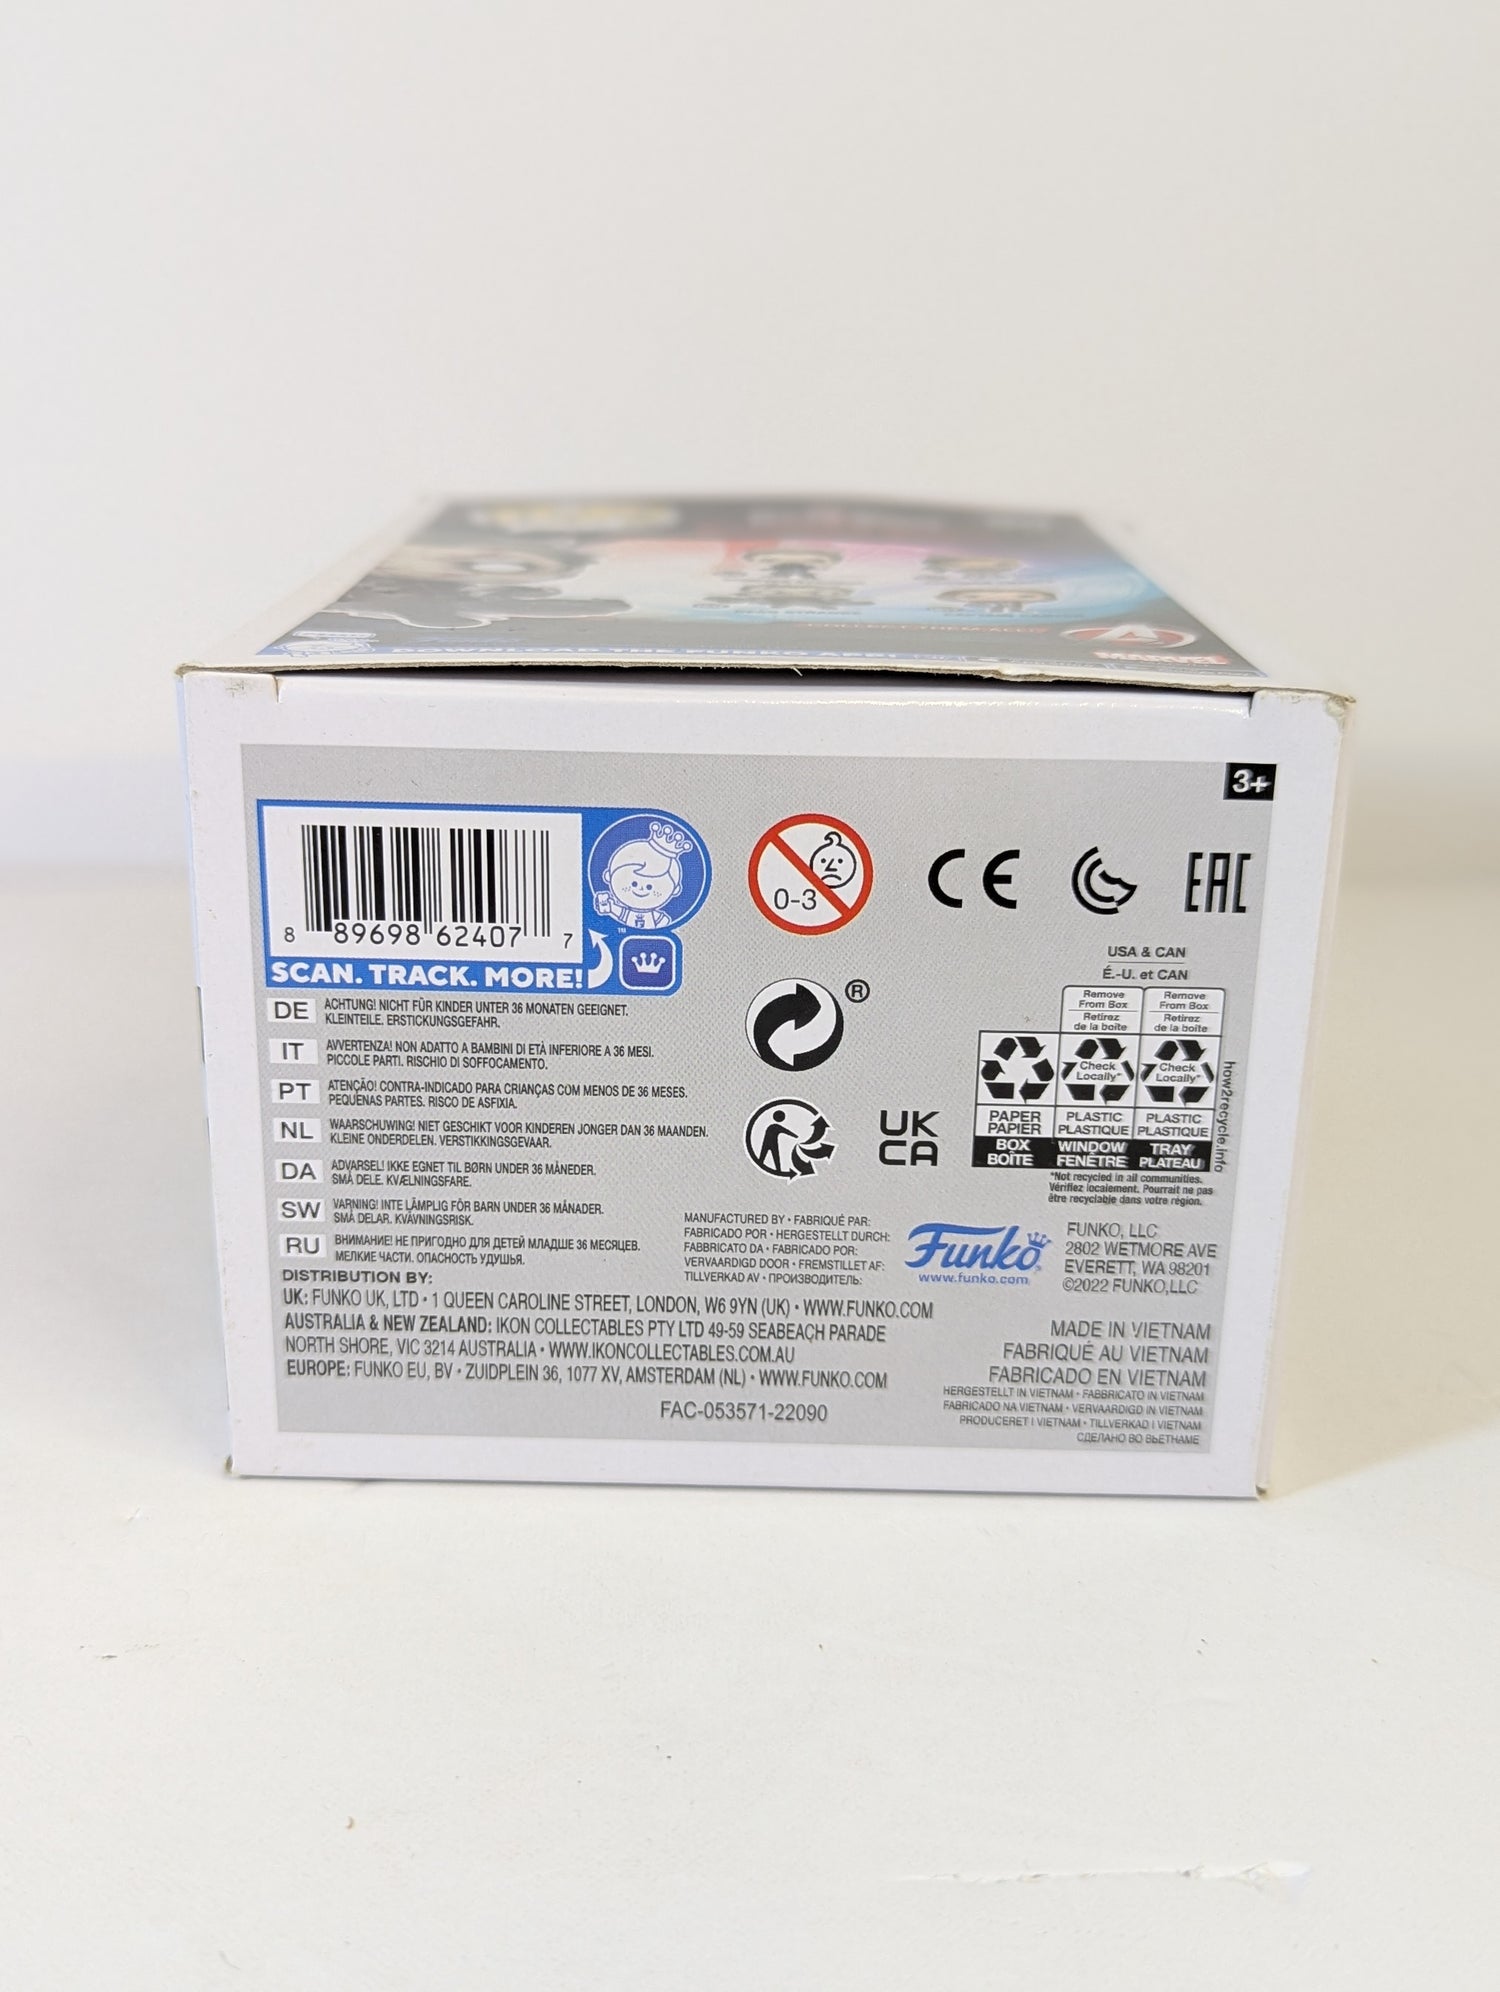 DOWNLOAD THE FUNKO APP!
MARVEL
3+
8 89698 62407 7
SCAN. TRACK. MORE!
TM
0-3
CE
EAC
®
UK
CA
USA & CAN
É.-U. et CAN
Remove From Box
Retirez de la boîte
Remove From Box
Retirez de la boîte
Check Locally*
Check Locally*
PAPER PAPIER
PLASTIC PLASTIQUE
PLASTIC PLASTIQUE
BOX BOÎTE
WINDOW FENÊTRE
TRAY PLATEAU
how2recycle.info
*Not recycled in all communities.
Vérifiez localement. Pourrait ne pas
être recyclable dans votre région.
DE ACHTUNG! NICHT FÜR KINDER UNTER 36 MONATEN GEEIGNET.
KLEINTEILE. ERSTICKUNGSGEFAHR.
IT AVVERTENZA! NON ADATTO A BAMBINI DI ETÀ INFERIORE A 36 MESI.
PICCOLE PARTI. RISCHIO DI SOFFOCAMENTO.
PT ATENÇÃO! CONTRA-INDICADO PARA CRIANÇAS COM MENOS DE 36 MESES.
PEQUENAS PARTES. RISCO DE ASFIXIA.
NL WAARSCHUWING! NIET GESCHIKT VOOR KINDEREN JONGER DAN 36 MAANDEN.
KLEINE ONDERDELEN. VERSTIKKINGSGEVAAR.
DA ADVARSEL! IKKE EGNET TIL BØRN UNDER 36 MÅNEDER.
SMÅ DELE. KVÆLNINGSFARE.
SW VARNING! INTE LÄMPLIG FÖR BARN UNDER 36 MÅNADER.
SMÅ DELAR. KVÄVNINGSRISK.
RU ВНИМАНИЕ! НЕ ПРИГОДНО ДЛЯ ДЕТЕЙ МЛАДШЕ 36 МЕСЯЦЕВ.
МЕЛКИЕ ЧАСТИ. ОПАСНОСТЬ УДУШЬЯ.
MANUFACTURED BY • FABRIQUÉ PAR:
FABRICADO POR • HERGESTELLT DURCH:
FABBRICATO DA • FABRICADO POR:
VERVAARDIGD DOOR • FREMSTILLET AF:
TILLVERKAD AV • ПРОИЗВОДИТЕЛЬ:
Funko
www.funko.com
FUNKO, LLC
2802 WETMORE AVE
EVERETT, WA 98201
©2022 FUNKO,LLC
DISTRIBUTION BY:
UK: FUNKO UK, LTD • 1 QUEEN CAROLINE STREET, LONDON, W6 9YN (UK) • WWW.FUNKO.COM
AUSTRALIA & NEW ZEALAND: IKON COLLECTABLES PTY LTD 49-59 SEABEACH PARADE
NORTH SHORE, VIC 3214 AUSTRALIA • WWW.IKONCOLLECTABLES.COM.AU
EUROPE: FUNKO EU, BV • ZUIDPLEIN 36, 1077 XV, AMSTERDAM (NL) • WWW.FUNKO.COM
FAC-053571-22090
MADE IN VIETNAM
FABRIQUÉ AU VIETNAM
FABRICADO EN VIETNAM
HERGESTELLT IN VIETNAM • FABBRICATO IN VIETNAM
FABRICADO NA VIETNAM • VERVAARDIGD IN VIETNAM
PRODUCERET I VIETNAM • TILLVERKAD I VIETNAM
СДЕЛАНО ВО ВЬЕТНАМЕ